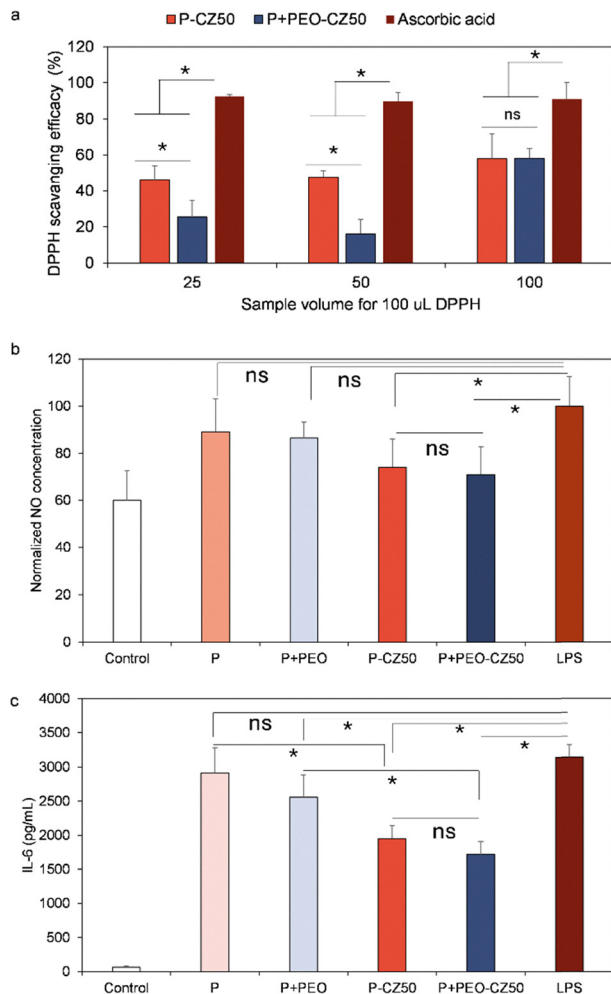 a
P-CZ50 P+PEO-CZ50 Ascorbic acid
DPPH scavanging efficacy (%)
120
100
80
60
40
20
0
* * *
* * ns
25 50 100
Sample volume for 100 uL DPPH
b
Normalized NO concentration
120
100
80
60
40
20
0
ns ns * *
ns
Control P P+PEO P-CZ50 P+PEO-CZ50 LPS
c
IL-6 (pg/mL)
4000
3500
3000
2500
2000
1500
1000
500
0
ns * * *
* *
ns
Control P P+PEO P-CZ50 P+PEO-CZ50 LPS